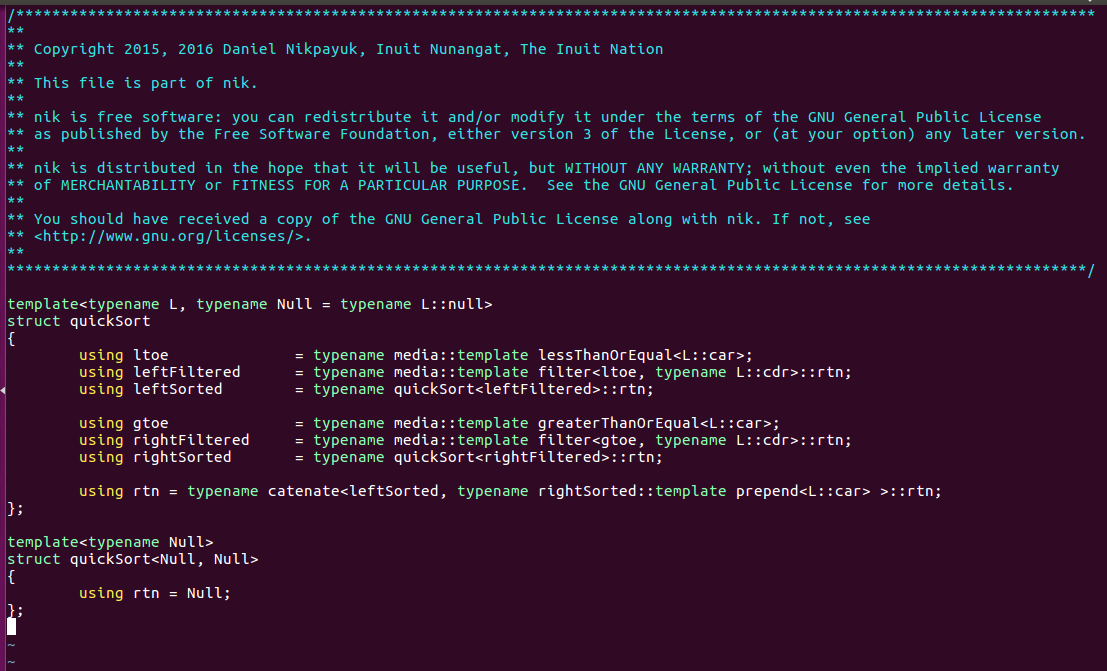 /************************************************************************************************************************
**
** Copyright 2015, 2016 Daniel Nikpayuk, Inuit Nunangat, The Inuit Nation
**
** This file is part of nik.
**
** nik is free software: you can redistribute it and/or modify it under the terms of the GNU General Public License
** as published by the Free Software Foundation, either version 3 of the License, or (at your option) any later version.
**
** nik is distributed in the hope that it will be useful, but WITHOUT ANY WARRANTY; without even the implied warranty
** of MERCHANTABILITY or FITNESS FOR A PARTICULAR PURPOSE.  See the GNU General Public License for more details.
**
** You should have received a copy of the GNU General Public License along with nik. If not, see
** <http://www.gnu.org/licenses/>.
**
************************************************************************************************************************/

template<typename L, typename Null = typename L::null>
struct quickSort
{
	using ltoe		= typename media::template lessThanOrEqual<L::car>;
	using leftFiltered	= typename media::template filter<ltoe, typename L::cdr>::rtn;
	using leftSorted	= typename quickSort<leftFiltered>::rtn;

	using gtoe		= typename media::template greaterThanOrEqual<L::car>;
	using rightFiltered	= typename media::template filter<gtoe, typename L::cdr>::rtn;
	using rightSorted	= typename quickSort<rightFiltered>::rtn;

	using rtn = typename catenate<leftSorted, typename rightSorted::template prepend<L::car> >::rtn;
};

template<typename Null>
struct quickSort<Null, Null>
{
	using rtn = Null;
};
~
~